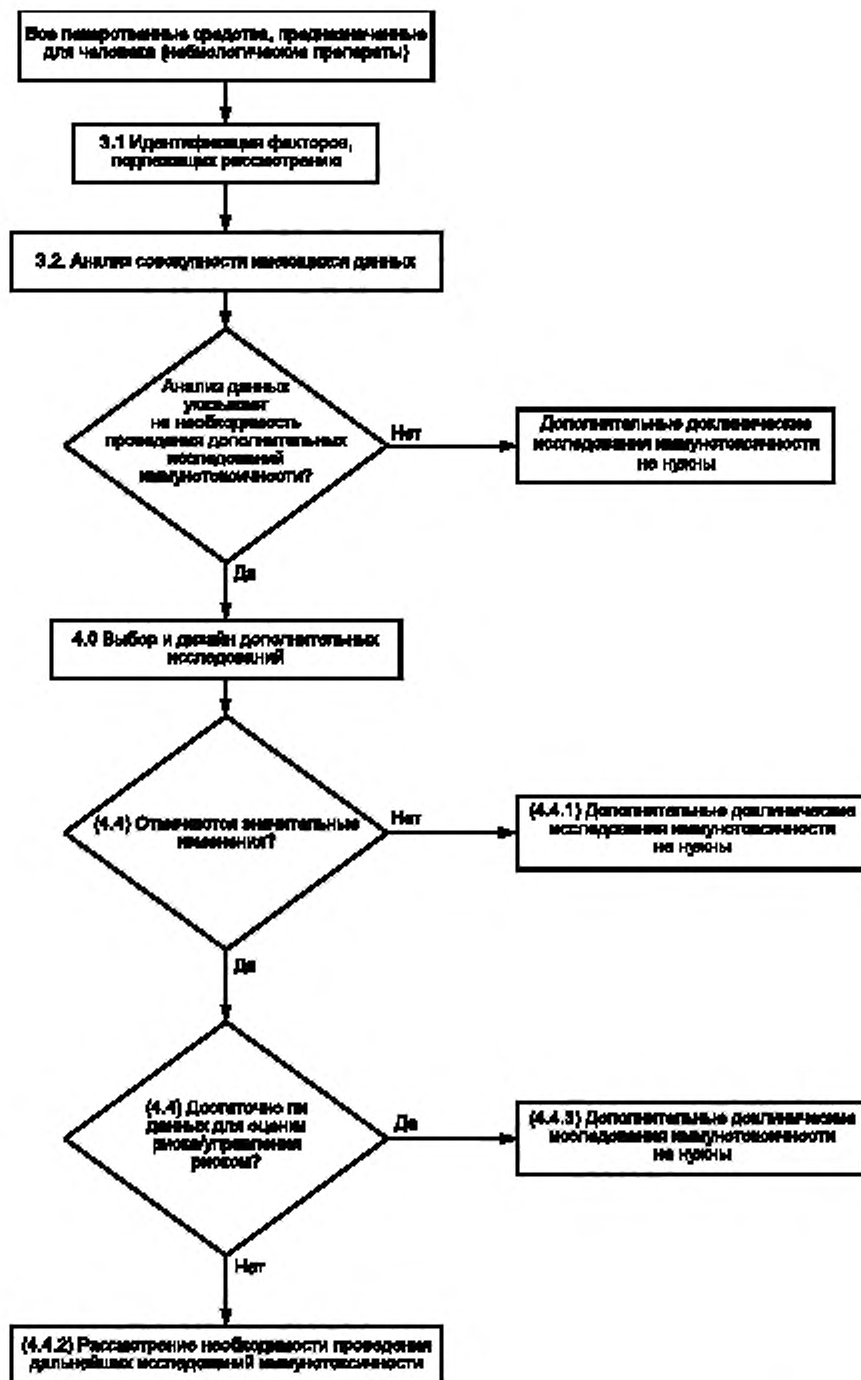 Все лекарственные средства, предназначенные
для человека (небиологические препараты)
3.1 Идентификация факторов,
подлежащих рассмотрению
3.2. Анализ совокупности имеющихся данных
Анализ данных
указывает
на необходимость
проведения дополнительных
исследований
иммунотоксичности?
Нет
Дополнительные доклинические
исследования иммунотоксичности
не нужны
Да
4.0 Выбор и дизайн дополнительных
исследований
(4.4) Отмечаются значительные
изменения?
Нет
(4.4.1) Дополнительные доклинические
исследования иммунотоксичности
не нужны
Да
(4.4) Достаточно ли
данных для оценки
риска/управления
риском?
Да
(4.4.3) Дополнительные доклинические
исследования иммунотоксичности
не нужны
Нет
(4.4.2) Рассмотрение необходимости проведения
дальнейших исследований иммунотоксичности